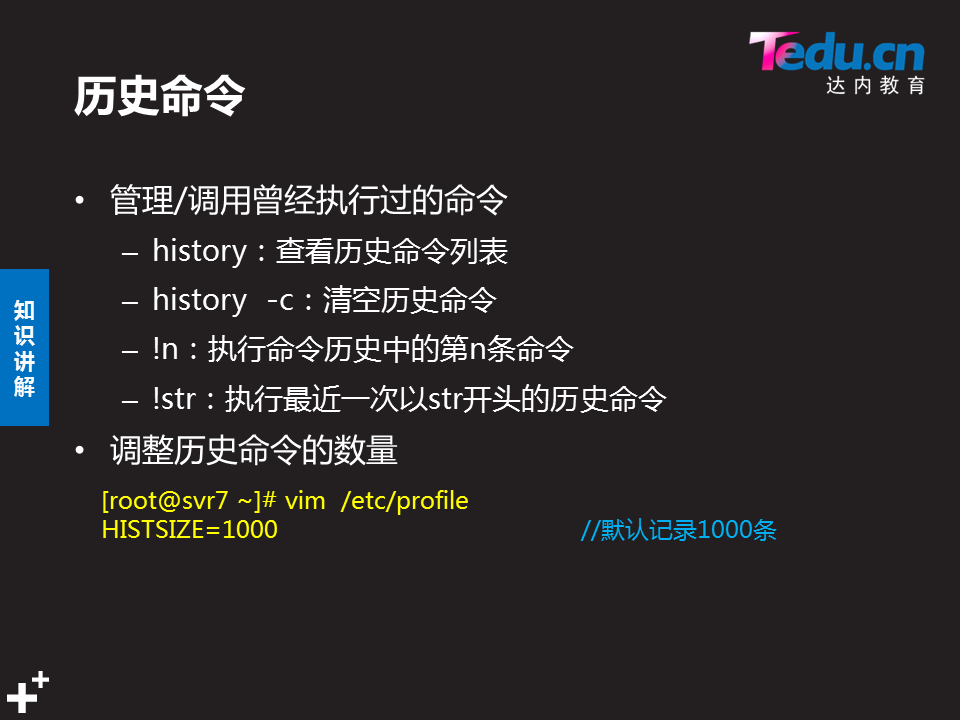 Tedu.cn
达内教育
历史命令
• 管理/调用曾经执行过的命令
– history：查看历史命令列表
– history -c：清空历史命令
– !n：执行命令历史中的第n条命令
– !str：执行最近一次以str开头的历史命令
知识讲解
• 调整历史命令的数量
[root@svr7 ~]# vim /etc/profile
HISTSIZE=1000 //默认记录1000条